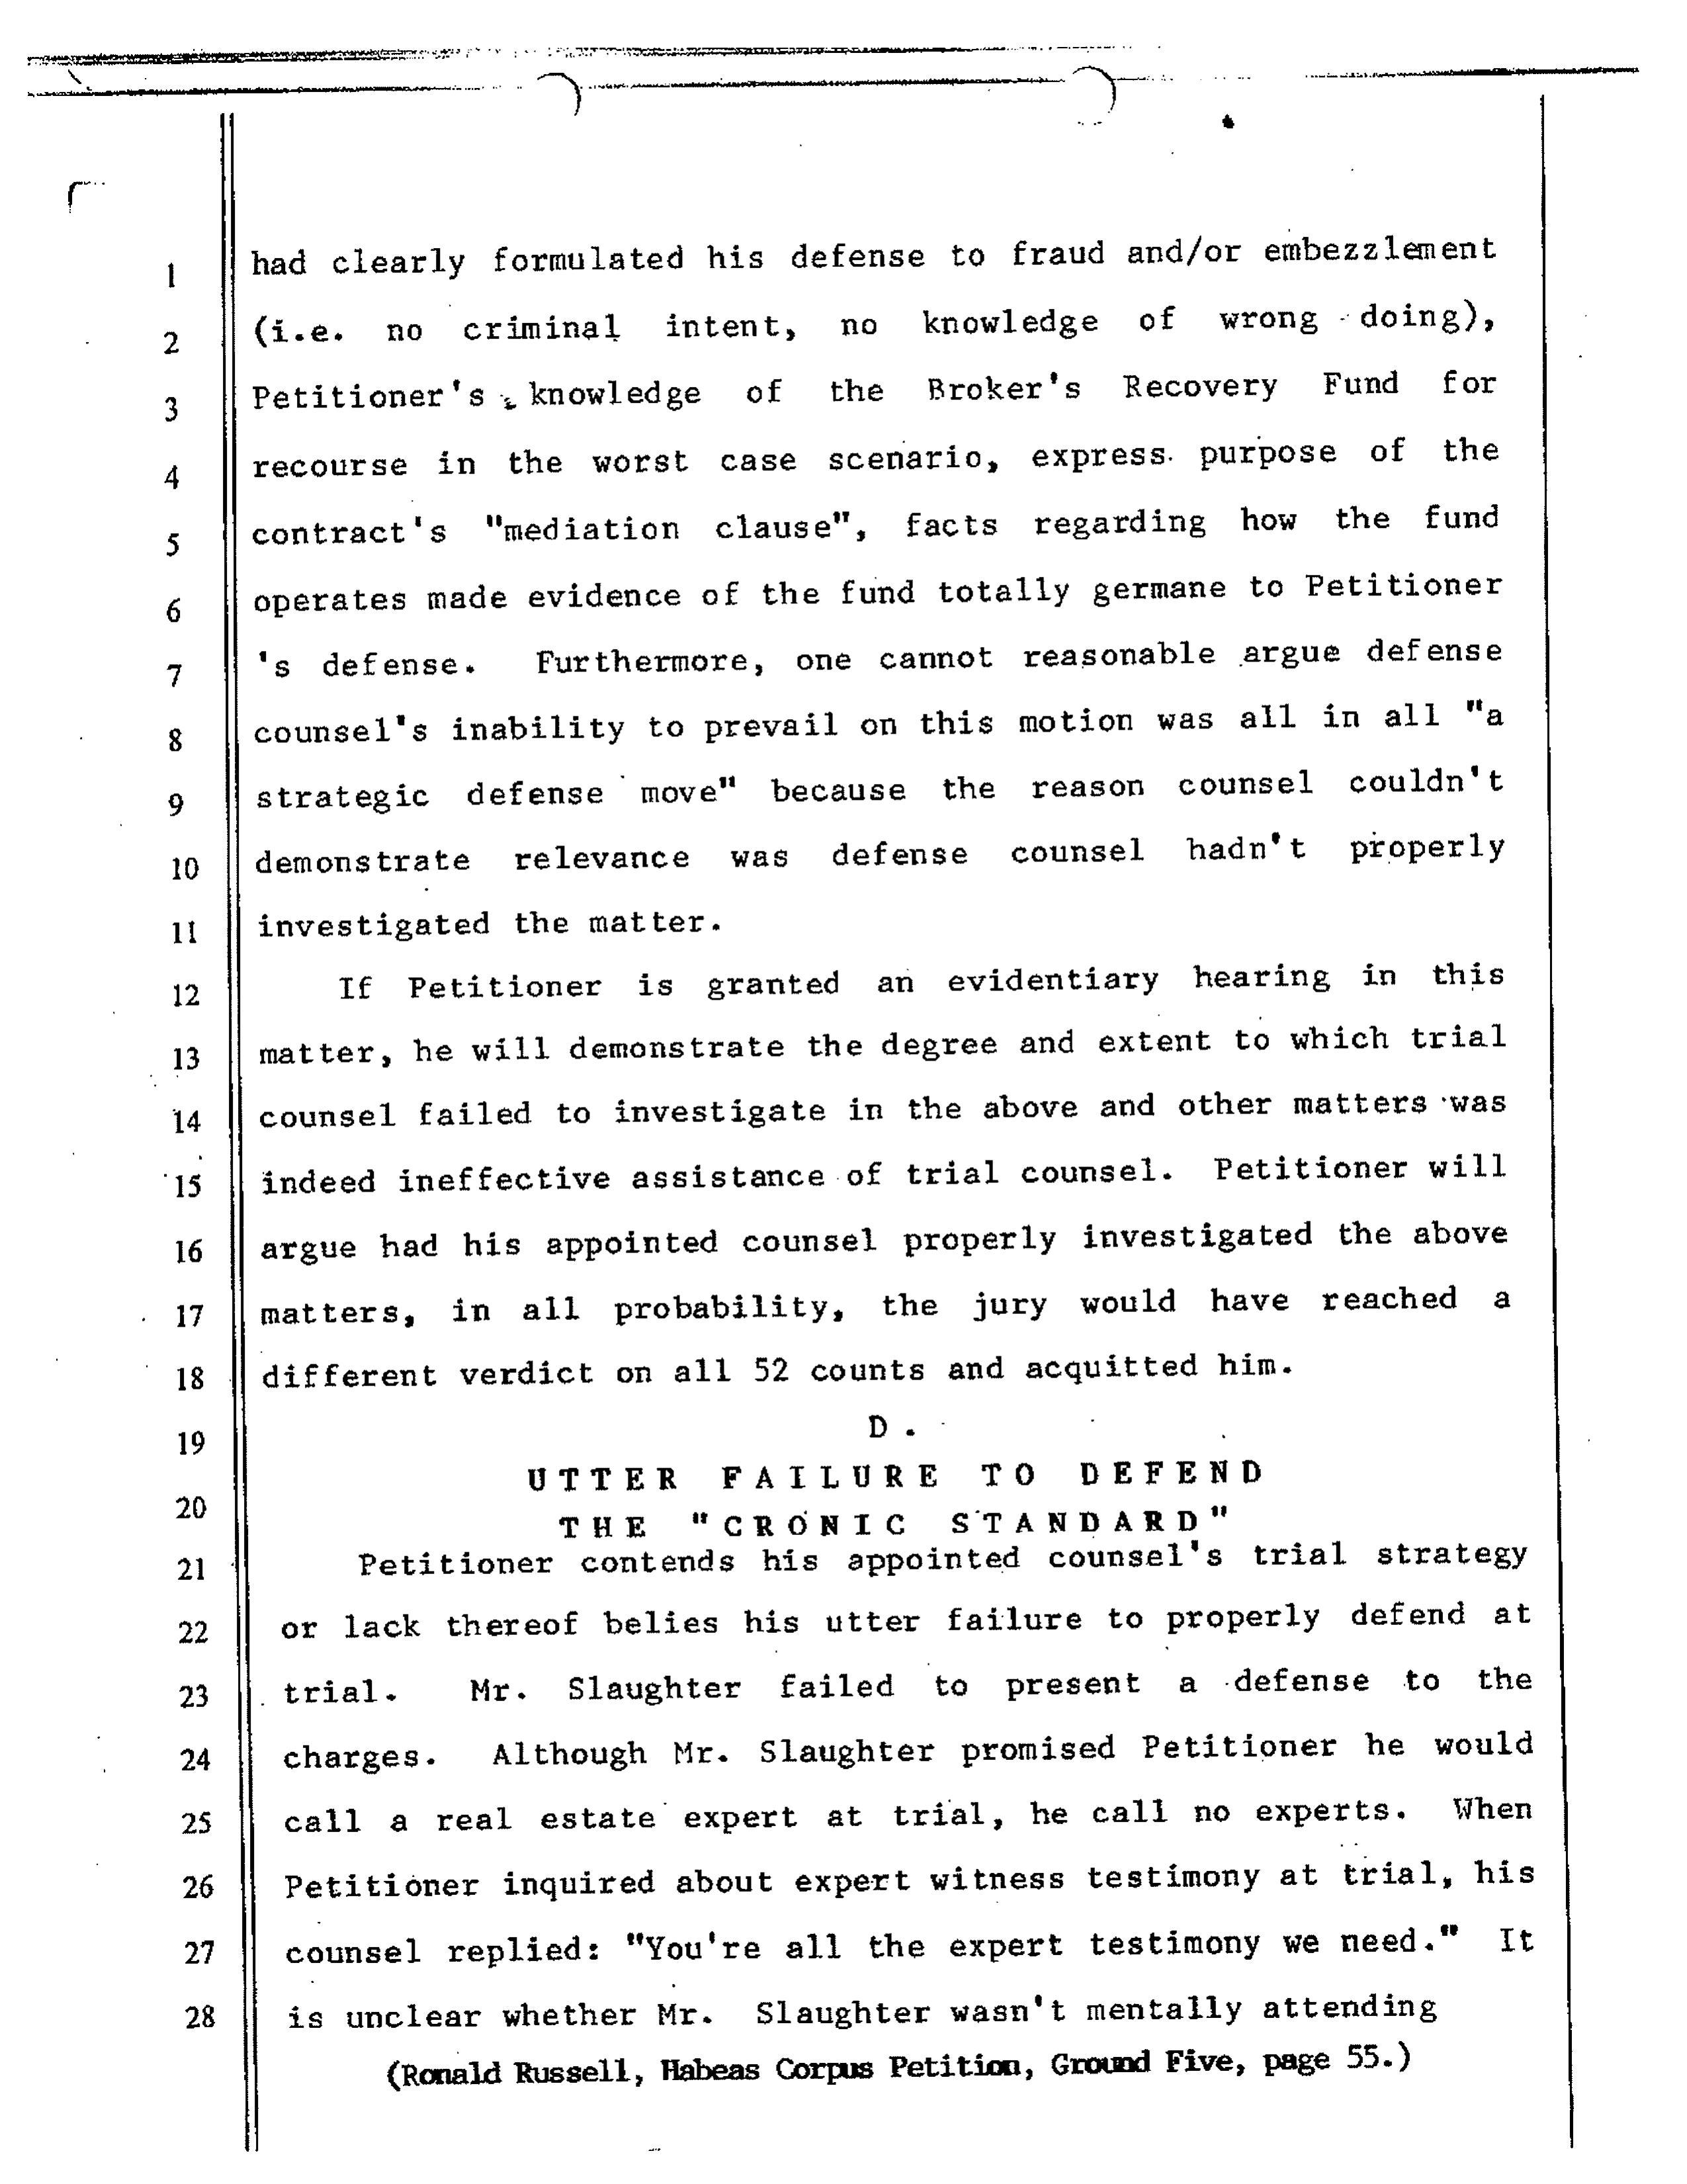 1 had clearly formulated his defense to fraud and/or embezzlement
2 (i.e. no criminal intent, no knowledge of wrong doing),
3 Petitioner's knowledge of the Broker's Recovery Fund for
4 recourse in the worst case scenario, express purpose of the
5 contract's "mediation clause", facts regarding how the fund
6 operates made evidence of the fund totally germane to Petitioner
7 's defense. Furthermore, one cannot reasonable argue defense
8 counsel's inability to prevail on this motion was all in all "a
9 strategic defense move" because the reason counsel couldn't
10 demonstrate relevance was defense counsel hadn't properly
11 investigated the matter.
12 If Petitioner is granted an evidentiary hearing in this
13 matter, he will demonstrate the degree and extent to which trial
14 counsel failed to investigate in the above and other matters was
15 indeed ineffective assistance of trial counsel. Petitioner will
16 argue had his appointed counsel properly investigated the above
17 matters, in all probability, the jury would have reached a
18 different verdict on all 52 counts and acquitted him.
19 D.
UTTER FAILURE TO DEFEND
20 THE "CRONIC STANDARD"
21 Petitioner contends his appointed counsel's trial strategy
22 or lack thereof belies his utter failure to properly defend at
23 trial. Mr. Slaughter failed to present a defense to the
24 charges. Although Mr. Slaughter promised Petitioner he would
25 call a real estate expert at trial, he call no experts. When
26 Petitioner inquired about expert witness testimony at trial, his
27 counsel replied: "You're all the expert testimony we need." It
28 is unclear whether Mr. Slaughter wasn't mentally attending
(Ronald Russell, Habeas Corpus Petition, Ground Five, page 55.)